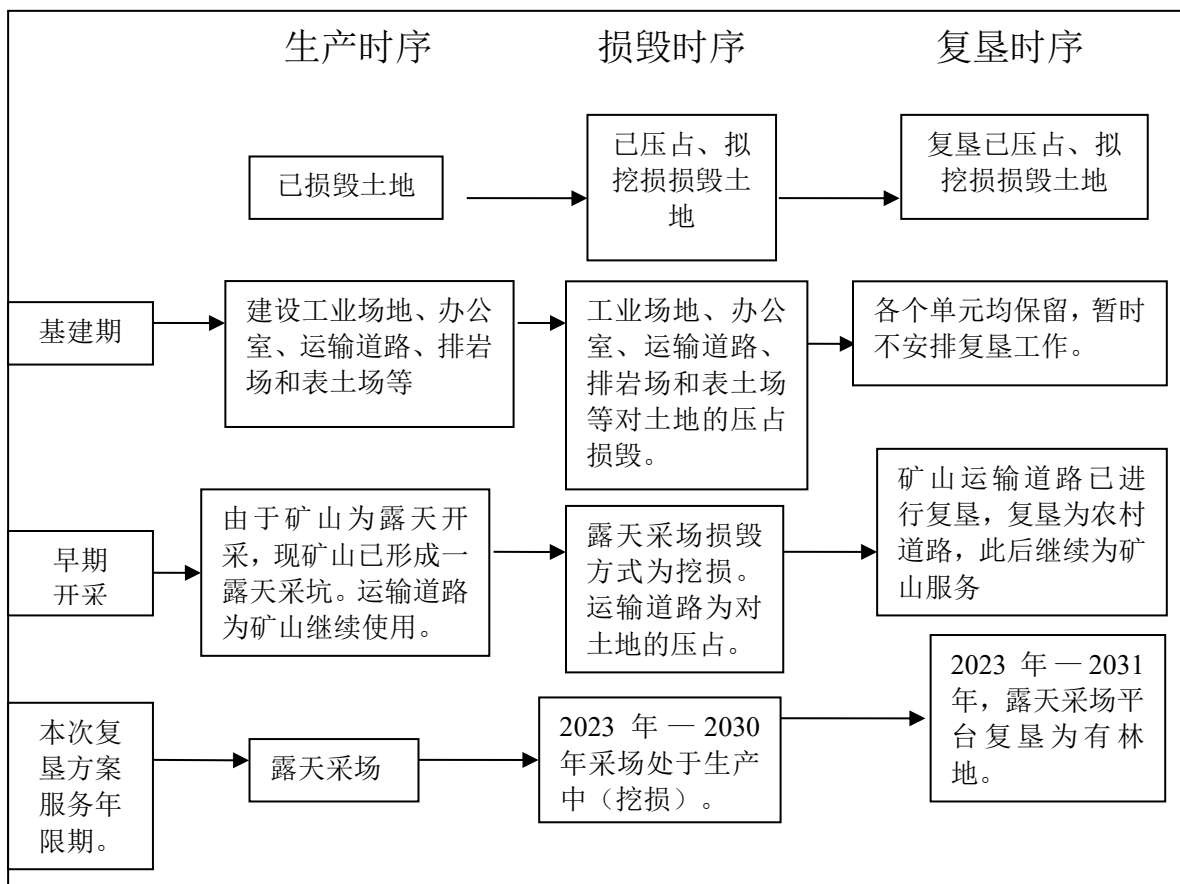 生产时序
损毁时序
复垦时序
已损毁土地
已压占、拟
挖损损毁土
地
复垦已压占、拟
挖损损毁土地
基建期
建设工业场地、办公
室、运输道路、排岩
场和表土场等
工业场地、办公
室、运输道路、
排岩场和表土场
等对土地的压占
损毁。
各个单元均保留，暂时
不安排复垦工作。
早期
开采
由于矿山为露天开
采，现矿山已形成一
露天采坑。运输道路
为矿山继续使用。
露天采场损毁
方式为挖损。
运输道路为对
土地的压占。
矿山运输道路已进
行复垦，复垦为农村
道路，此后继续为矿
山服务
本次复
垦方案
服务年
限期。
露天采场
2023 年 — 2030
年采场处于生产
中（挖损）。
2023 年 — 2031
年，露天采场平
台复垦为有林
地。